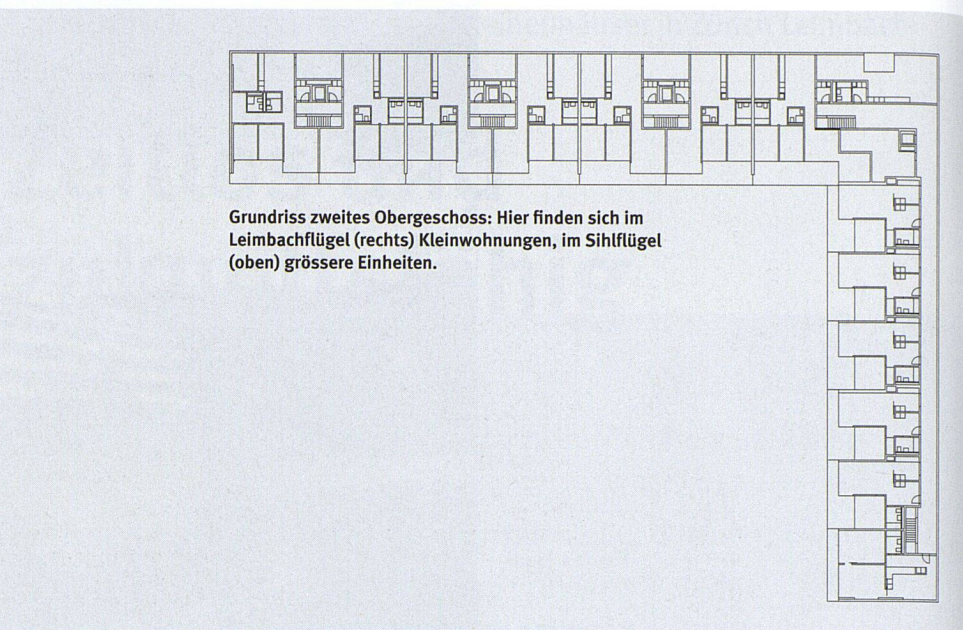 Grundriss zweites Obergeschoss: Hier finden sich im
Leimbachflügel (rechts) Kleinwohnungen, im Sihlflügel
(oben) grössere Einheiten.